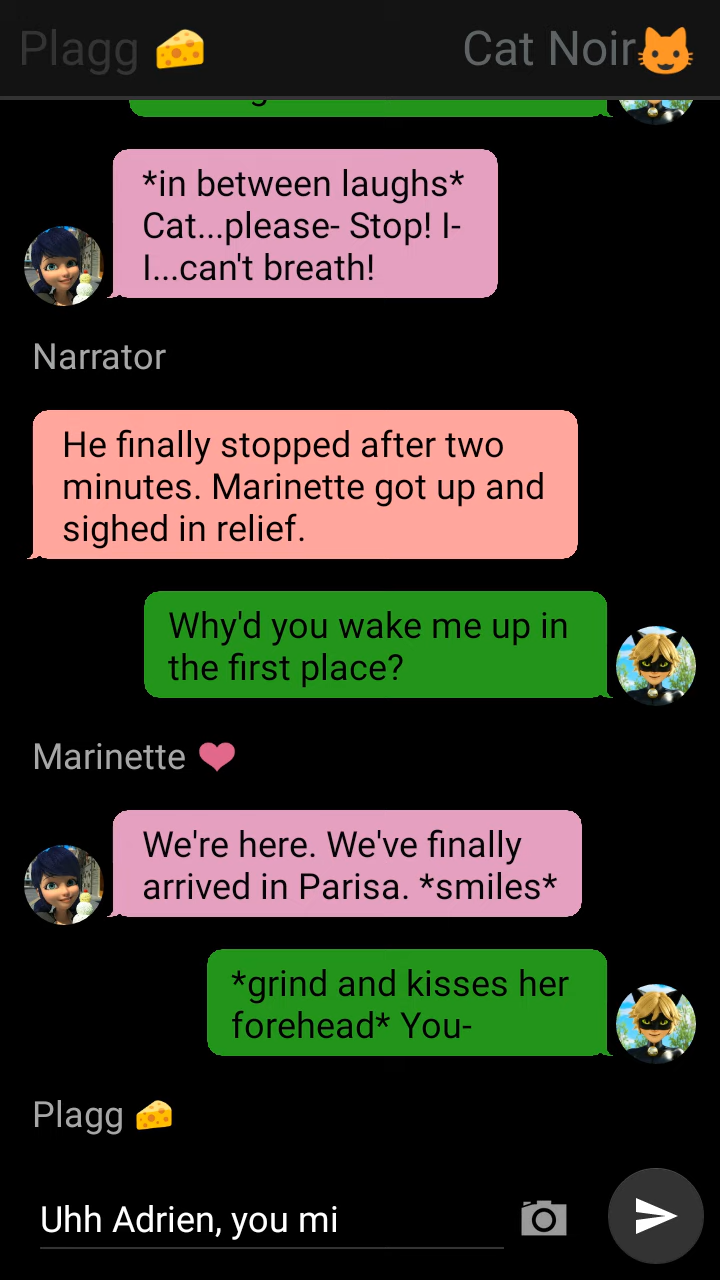 Plagg 🧀 Cat Noir😺
*in between laughs*
Cat...please- Stop! I-
I...can't breath!
Narrator
He finally stopped after two
minutes. Marinette got up and
sighed in relief.
Why'd you wake me up in
the first place?
Marinette ❤
We're here. We've finally
arrived in Parisa. *smiles*
*grind and kisses her
forehead* You-
Plagg 🧀
Uhh Adrien, you mi